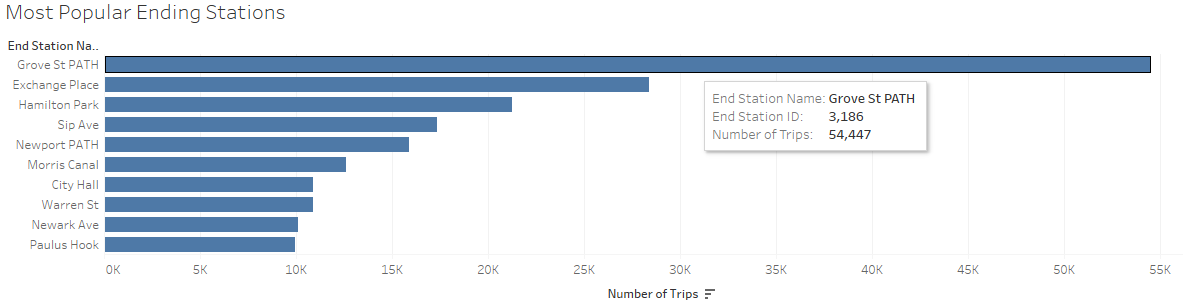 Most Popular Ending Stations
End Station Na..
Grove St PATH
Exchange Place
Hamilton Park
Sip Ave
Newport PATH
Morris Canal
City Hall
Warren St
Newark Ave
Paulus Hook
End Station Name: Grove St PATH
End Station ID: 3,186
Number of Trips: 54,447
0K 5K 10K 15K 20K 25K 30K 35K 40K 45K 50K 55K
Number of Trips